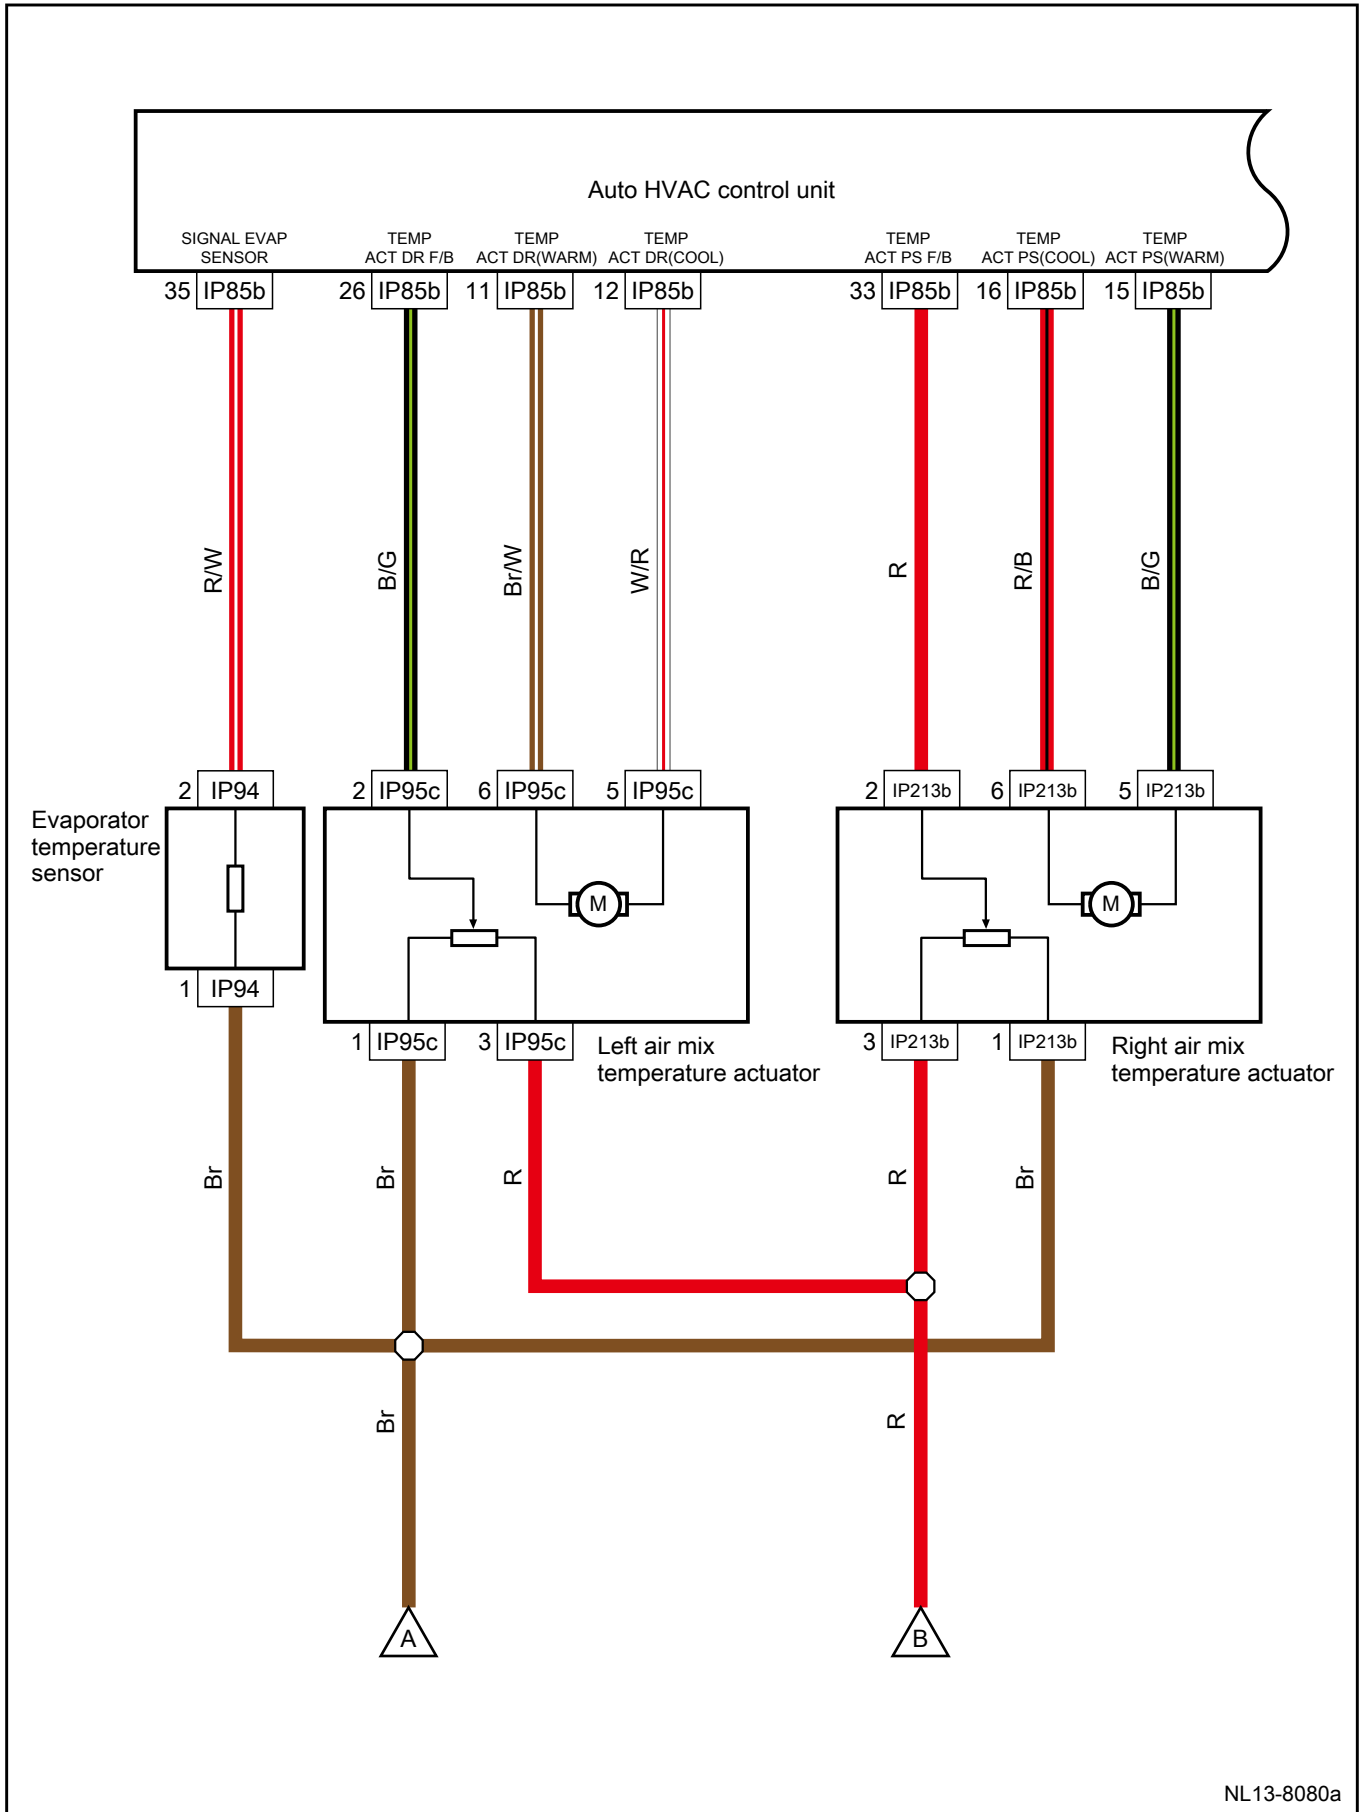 Auto HVAC control unit
SIGNAL EVAP
SENSOR
TEMP
ACT DR F/B
TEMP
ACT DR(WARM)
TEMP
ACT DR(COOL)
TEMP
ACT PS F/B
TEMP
ACT PS(COOL)
TEMP
ACT PS(WARM)
35 IP85b
26 IP85b
11 IP85b
12 IP85b
33 IP85b
16 IP85b
15 IP85b
R/W
B/G
Br/W
W/R
R
R/B
B/G
2 IP94
2 IP95c
6 IP95c
5 IP95c
2 IP213b
6 IP213b
5 IP213b
Evaporator
temperature
sensor
M
M
1 IP94
1 IP95c
3 IP95c
Left air mix
temperature actuator
3 IP213b
1 IP213b
Right air mix
temperature actuator
Br
Br
R
R
Br
Br
R
A
B
NL13-8080a